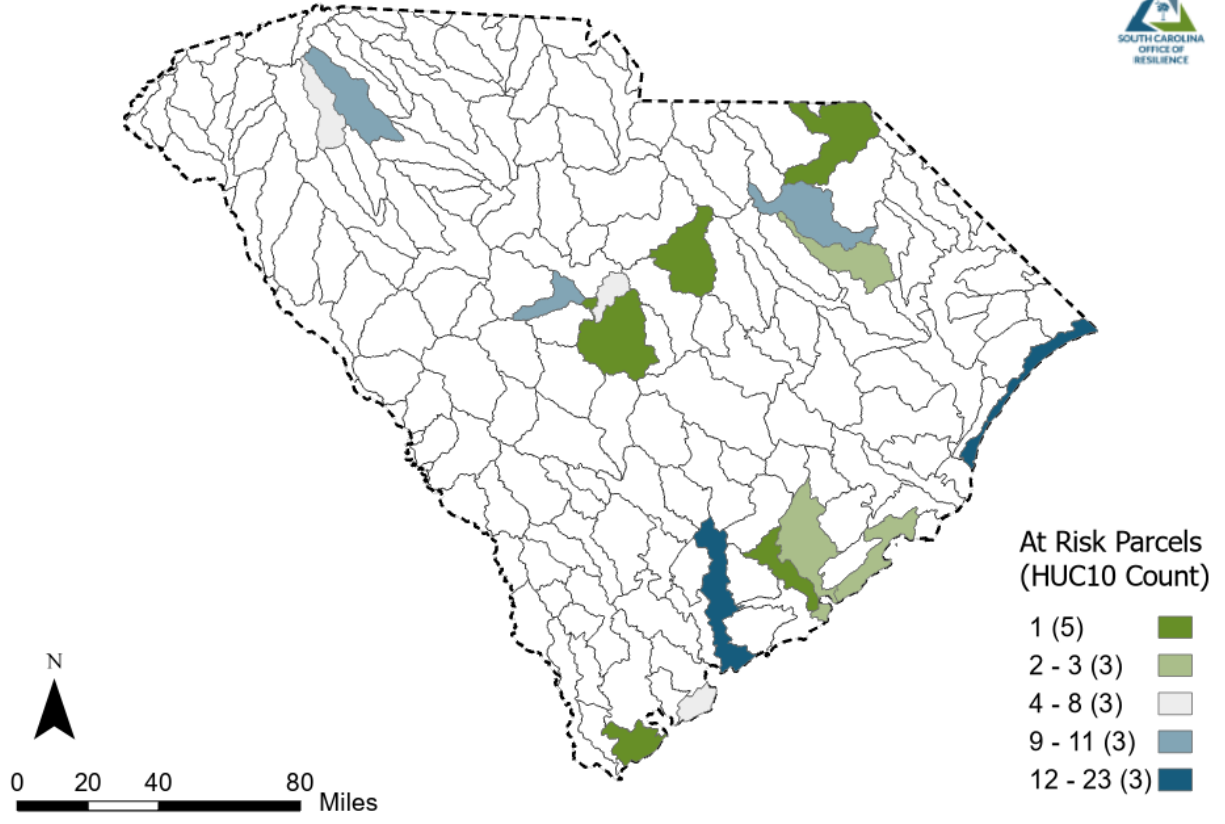 SOUTH CAROLINA
OFFICE OF
RESILIENCE
At Risk Parcels
(HUC10 Count)
1 (5)
2 - 3 (3)
4 - 8 (3)
9 - 11 (3)
12 - 23 (3)
N
0 20 40 80 Miles